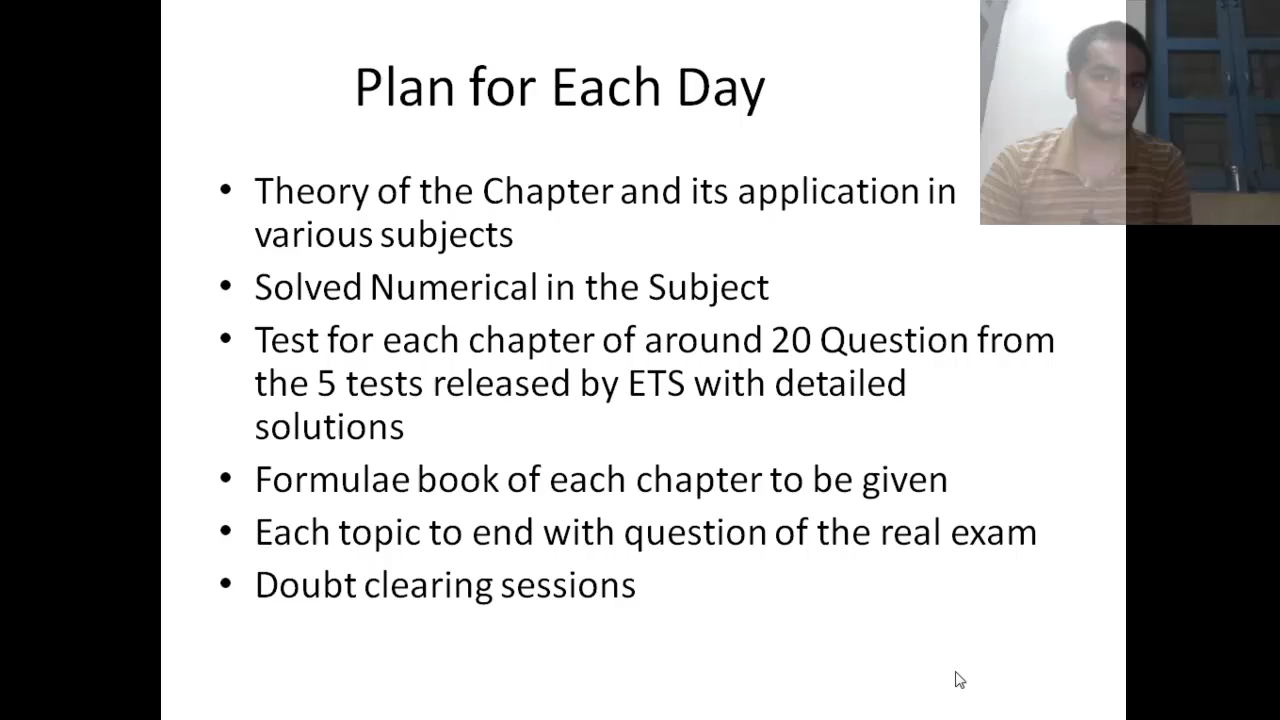 Plan for Each Day
• Theory of the Chapter and its application in
various subjects
• Solved Numerical in the Subject
• Test for each chapter of around 20 Question from
the 5 tests released by ETS with detailed
solutions
• Formulae book of each chapter to be given
• Each topic to end with question of the real exam
• Doubt clearing sessions